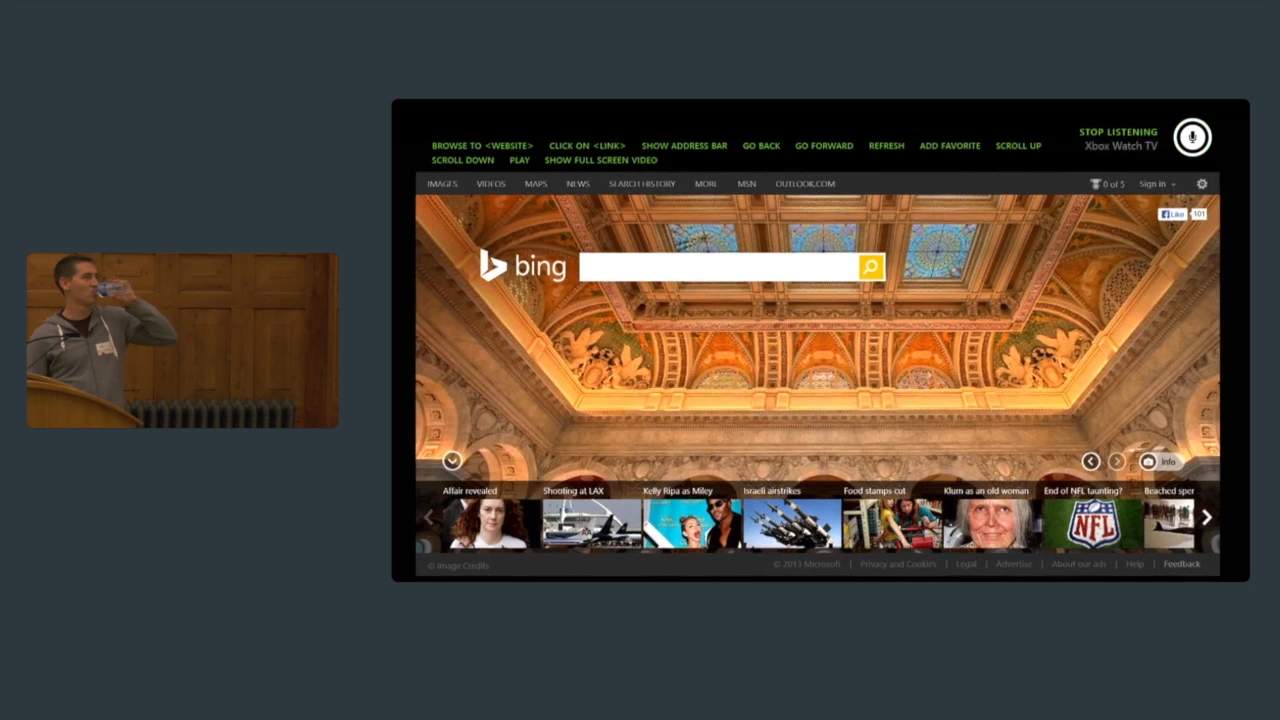 STOP LISTENING
BROWSE TO <WEBSITE> CLICK ON <LINK> SHOW ADDRESS BAR GO BACK GO FORWARD REFRESH ADD FAVORITE SCROLL UP Xbox Watch TV
SCROLL DOWN PLAY SHOW FULL SCREEN VIDEO
IMAGES VIDEOS MAPS NEWS SEARCH HISTORY MORE MSN OUTLOOK.COM 0 of 5 Sign in
Like 101
bing
Info
Affair revealed Shooting at LAX Kelly Ripa as Miley Israeli airstrikes Food stamps cut Klum as an old woman End of NFL taunting? Beached sper
NFL
© Image Credits © 2013 Microsoft | Privacy and Cookies | Legal | Advertise | About our ads | Help | Feedback